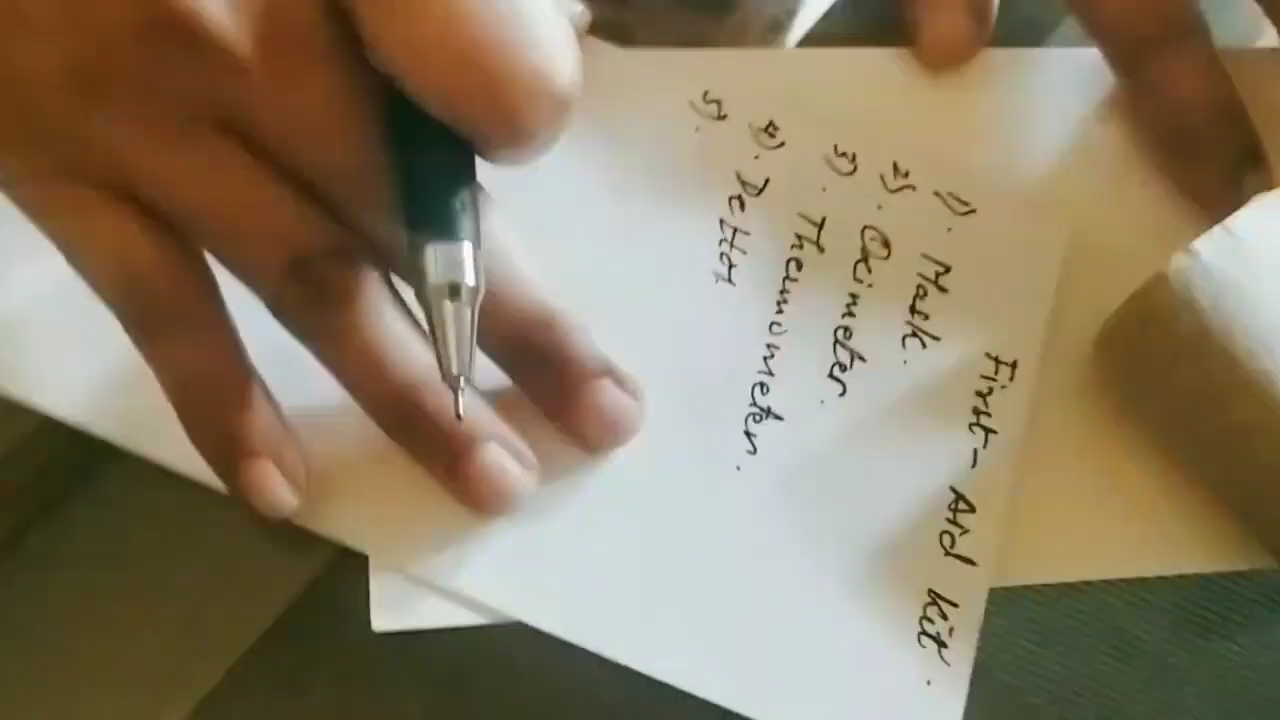 First-Aid Kit.
1). Mask.
2). Oximeter.
3). Thermometer.
4). Dettol
5).